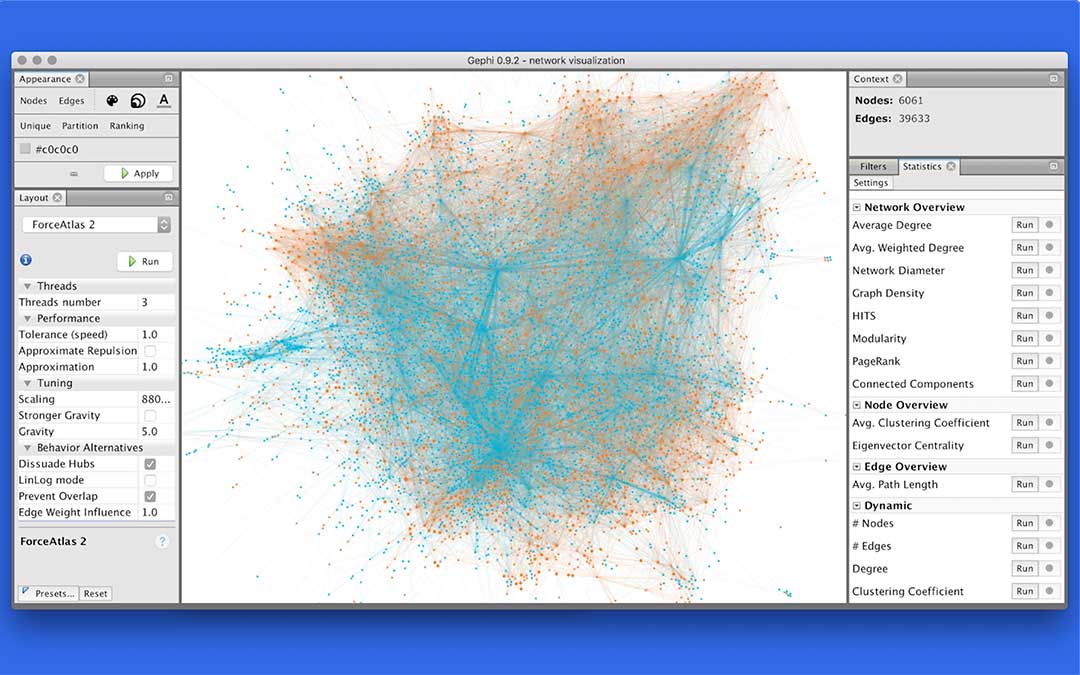 Gephi 0.9.2 - network visualization
Appearance
Nodes Edges A
Unique Partition Ranking
#c0c0c0
Apply
Layout
ForceAtlas 2
Run
Threads
Threads number 3
Performance
Tolerance (speed) 1.0
Approximate Repulsion
Approximation 1.0
Tuning
Scaling 880...
Stronger Gravity
Gravity 5.0
Behavior Alternatives
Dissuade Hubs
LinLog mode
Prevent Overlap
Edge Weight Influence 1.0
ForceAtlas 2 ?
Presets... Reset
Context
Nodes: 6061
Edges: 39633
Filters Statistics
Settings
Network Overview
Average Degree Run
Avg. Weighted Degree Run
Network Diameter Run
Graph Density Run
HITS Run
Modularity Run
PageRank Run
Connected Components Run
Node Overview
Avg. Clustering Coefficient Run
Eigenvector Centrality Run
Edge Overview
Avg. Path Length Run
Dynamic
# Nodes Run
# Edges Run
Degree Run
Clustering Coefficient Run